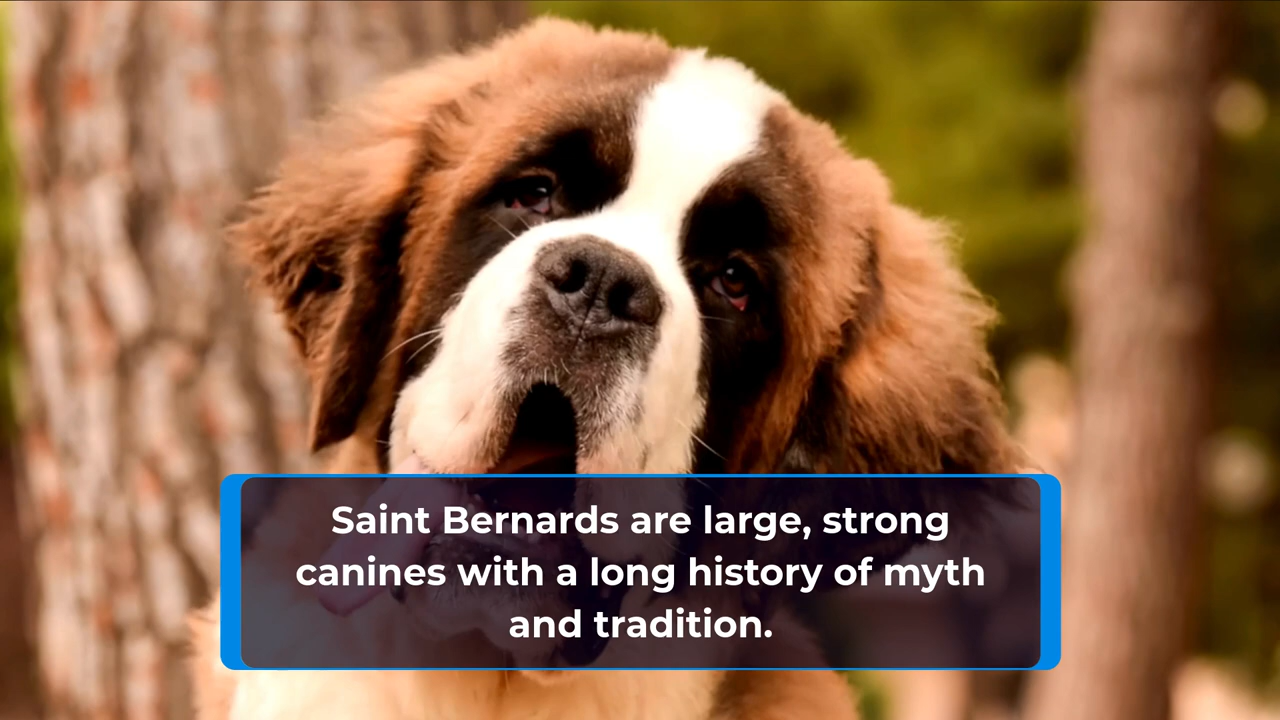 Saint Bernards are large, strong
canines with a long history of myth
and tradition.